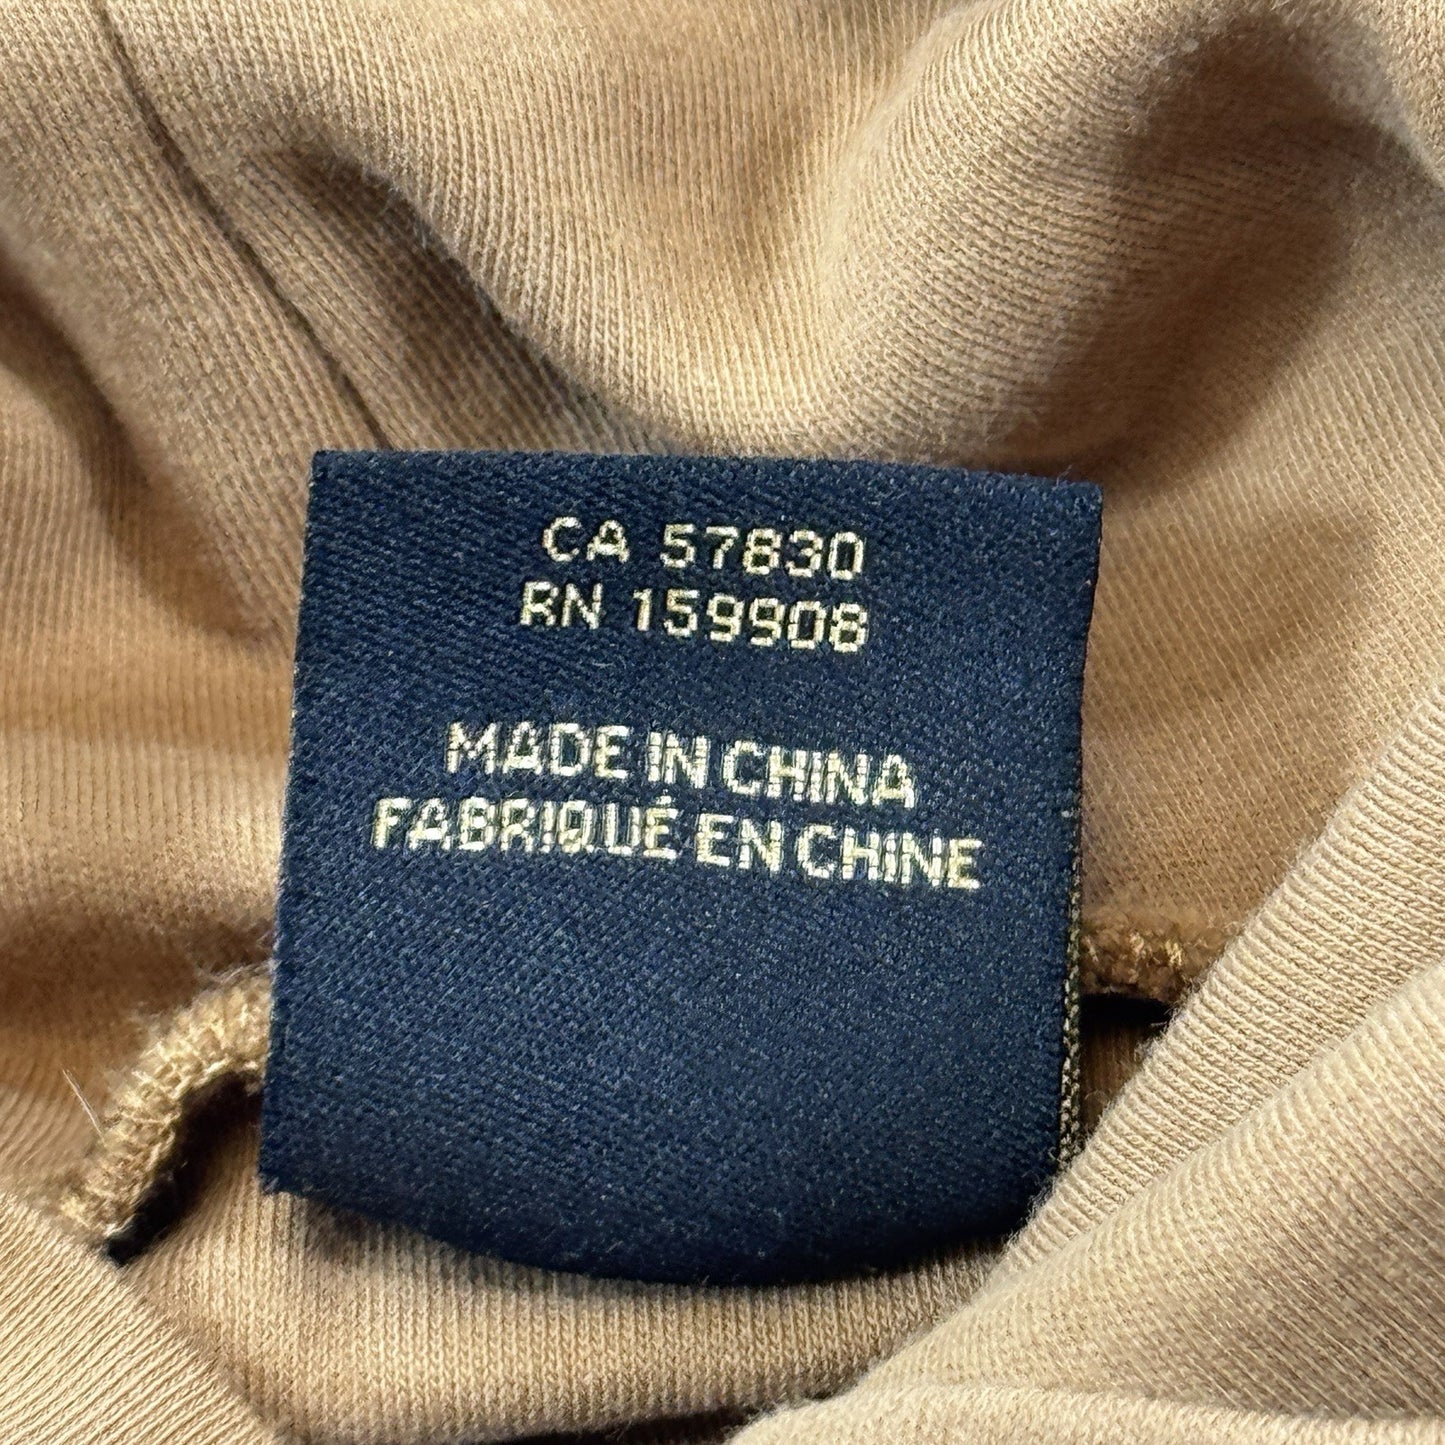 CA 57830
RN 159908
MADE IN CHINA
FABRIQUÉ EN CHINE